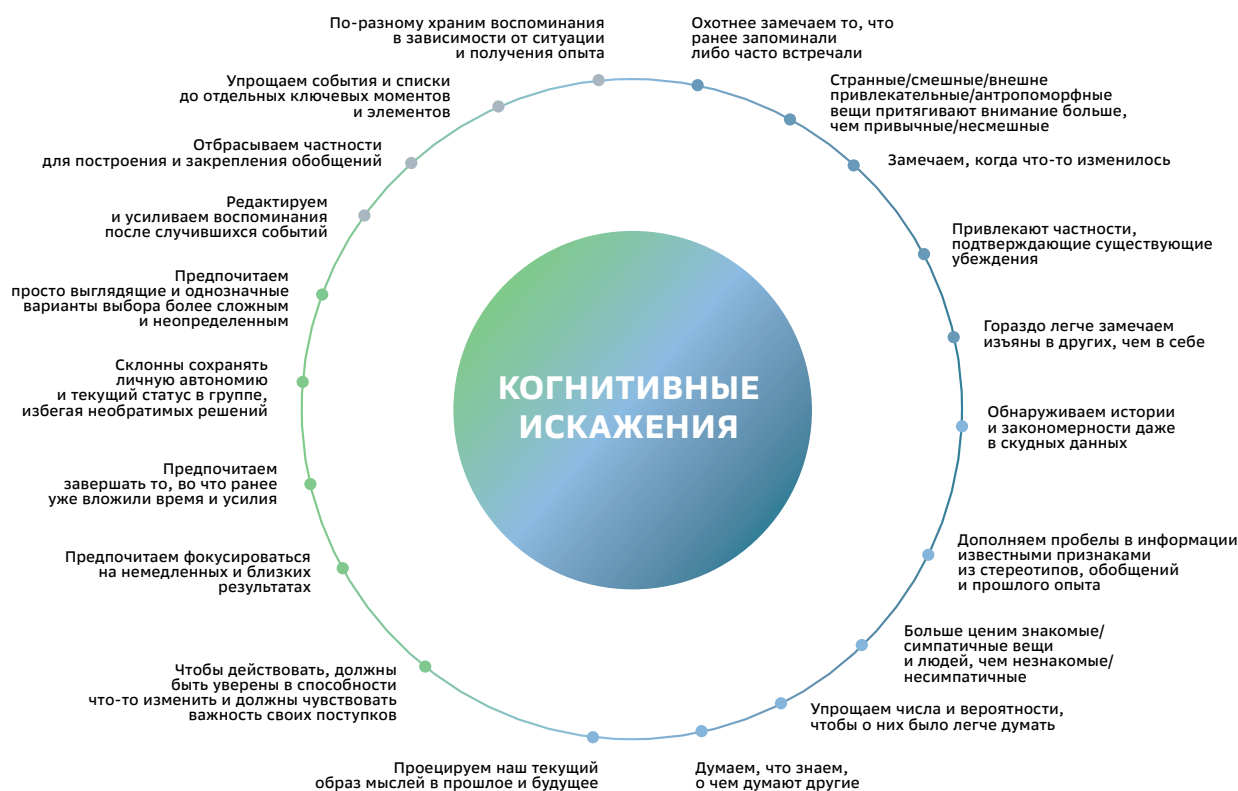 По-разному храним воспоминания
в зависимости от ситуации
и получения опыта
Охотнее замечаем то, что
ранее запоминали
либо часто встречали
Упрощаем события и списки
до отдельных ключевых моментов
и элементов
Странные/смешные/внешне
привлекательные/антропоморфные
вещи притягивают внимание больше,
чем привычные/несмешные
Отбрасываем частности
для построения и закрепления обобщений
Замечаем, когда что-то изменилось
Редактируем
и усиливаем воспоминания
после случившихся событий
Привлекают частности,
подтверждающие существующие
убеждения
Предпочитаем
просто выглядящие и однозначные
варианты выбора более сложным
и неопределенным
Гораздо легче замечаем
изъяны в других, чем в себе
Склонны сохранять
личную автономию
и текущий статус в группе,
избегая необратимых решений
КОГНИТИВНЫЕ
ИСКАЖЕНИЯ
Обнаруживаем истории
и закономерности даже
в скудных данных
Предпочитаем
завершать то, во что ранее
уже вложили время и усилия
Дополняем пробелы в информации
известными признаками
из стереотипов, обобщений
и прошлого опыта
Предпочитаем фокусироваться
на немедленных и близких
результатах
Больше ценим знакомые/
симпатичные вещи
и людей, чем незнакомые/
несимпатичные
Чтобы действовать, должны
быть уверены в способности
что-то изменить и должны чувствовать
важность своих поступков
Упрощаем числа и вероятности,
чтобы о них было легче думать
Проецируем наш текущий
образ мыслей в прошлое и будущее
Думаем, что знаем,
о чем думают другие